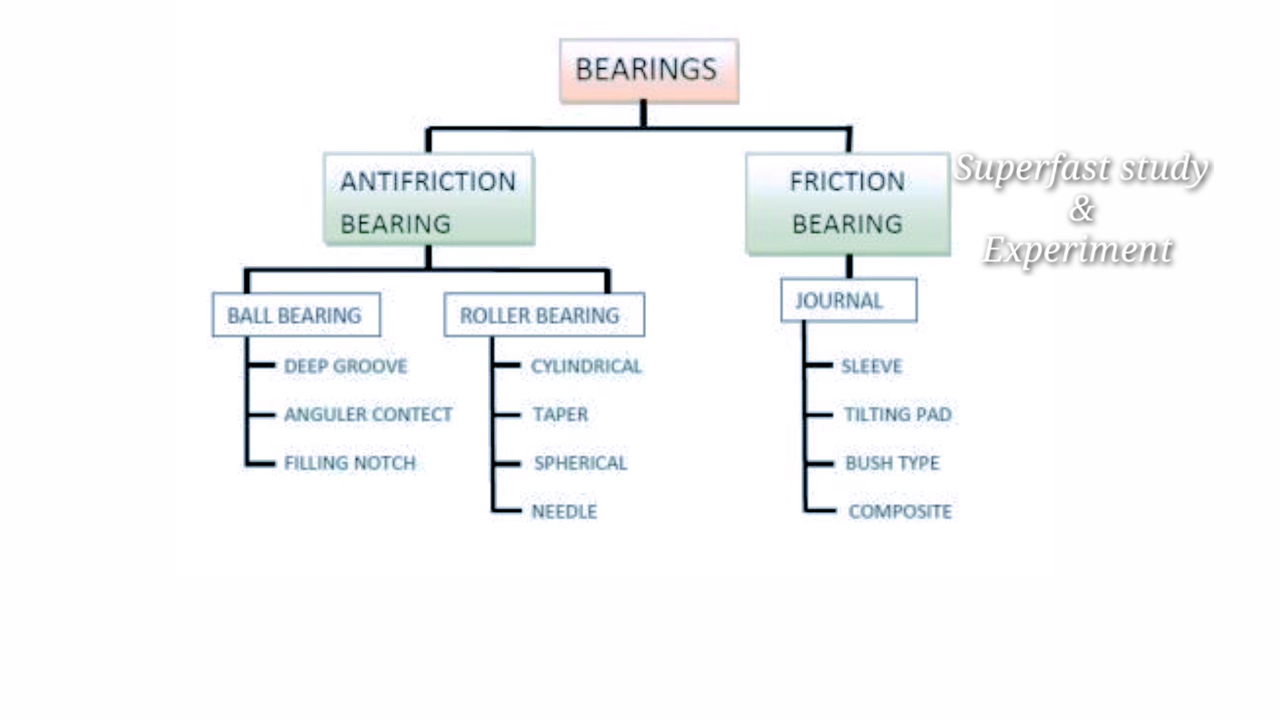 BEARINGS
ANTIFRICTION
BEARING
FRICTION
BEARING
Superfast study
&
Experiment
BALL BEARING
ROLLER BEARING
JOURNAL
DEEP GROOVE
ANGULER CONTECT
FILLING NOTCH
CYLINDRICAL
TAPER
SPHERICAL
NEEDLE
SLEEVE
TILTING PAD
BUSH TYPE
COMPOSITE